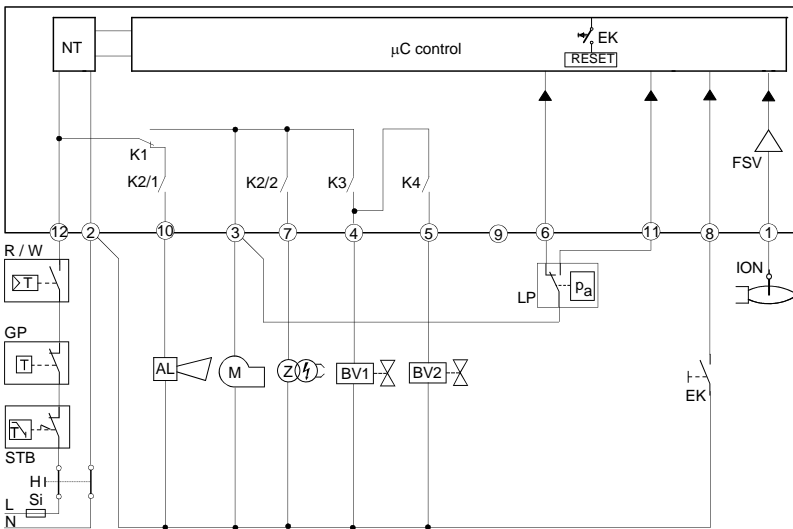 NT
µC control
EK
RESET
K1
K2/1
K2/2
K3
K4
FSV
12
2
10
3
7
4
5
9
6
11
8
1
R / W
T
LP
pa
ION
GP
T
AL
M
Z
BV1
BV2
EK
T
STB
H
Si
L
N